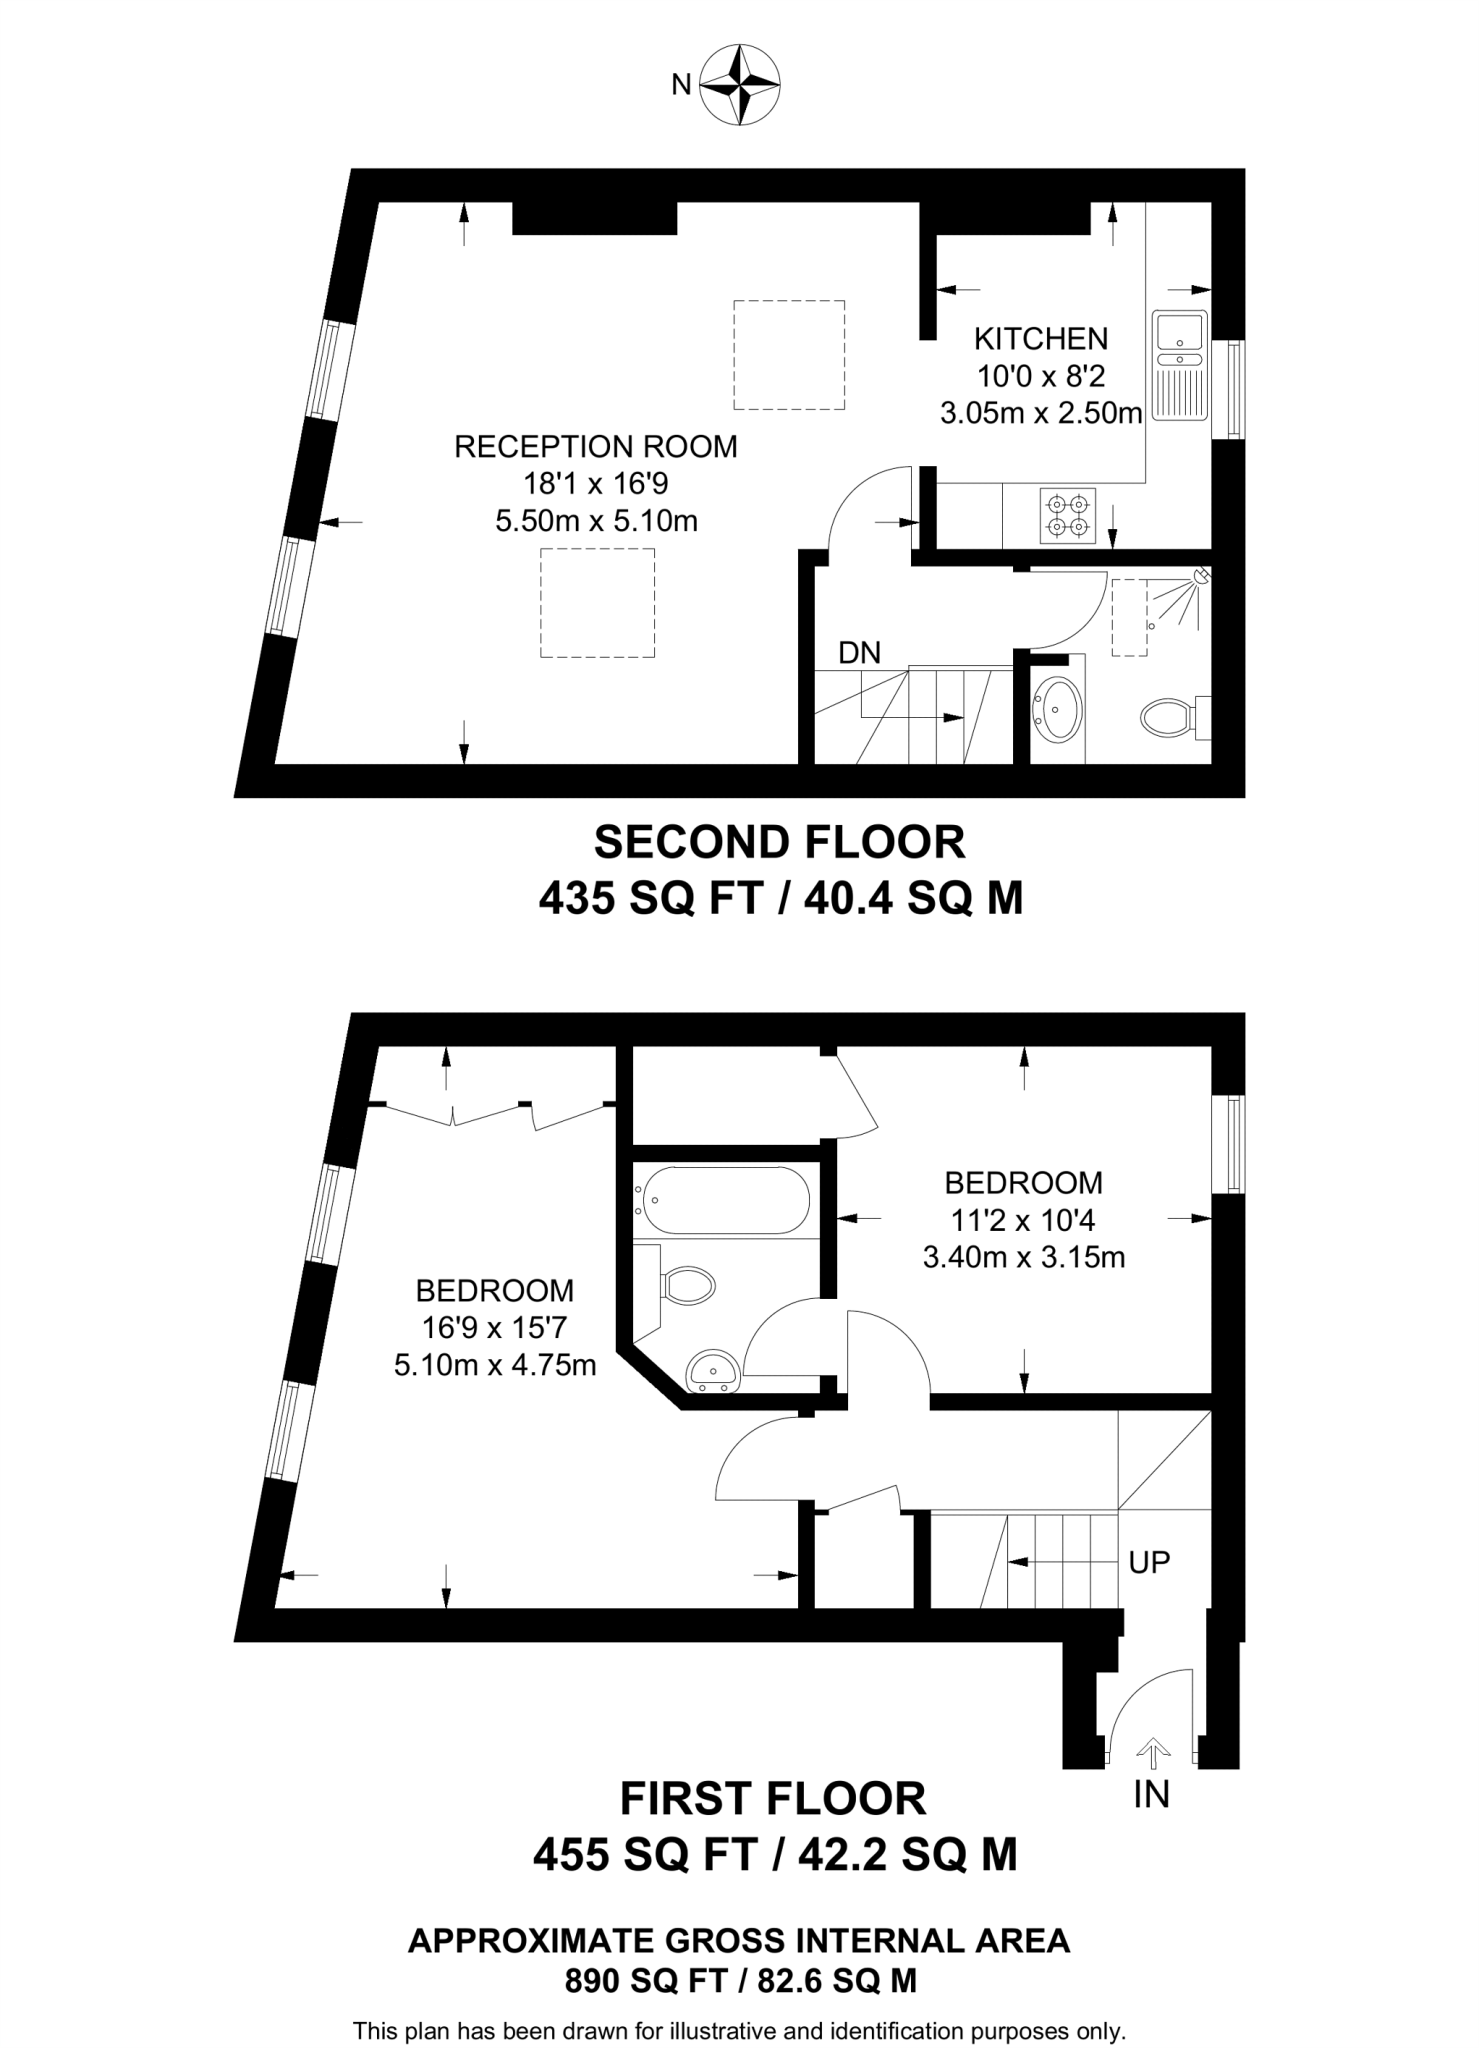 N
KITCHEN
10'0 x 8'2
3.05m x 2.50m
RECEPTION ROOM
18'1 x 16'9
5.50m x 5.10m
DN
SECOND FLOOR
435 SQ FT / 40.4 SQ M
BEDROOM
11'2 x 10'4
3.40m x 3.15m
BEDROOM
16'9 x 15'7
5.10m x 4.75m
UP
IN
FIRST FLOOR
455 SQ FT / 42.2 SQ M
APPROXIMATE GROSS INTERNAL AREA
890 SQ FT / 82.6 SQ M
This plan has been drawn for illustrative and identification purposes only.